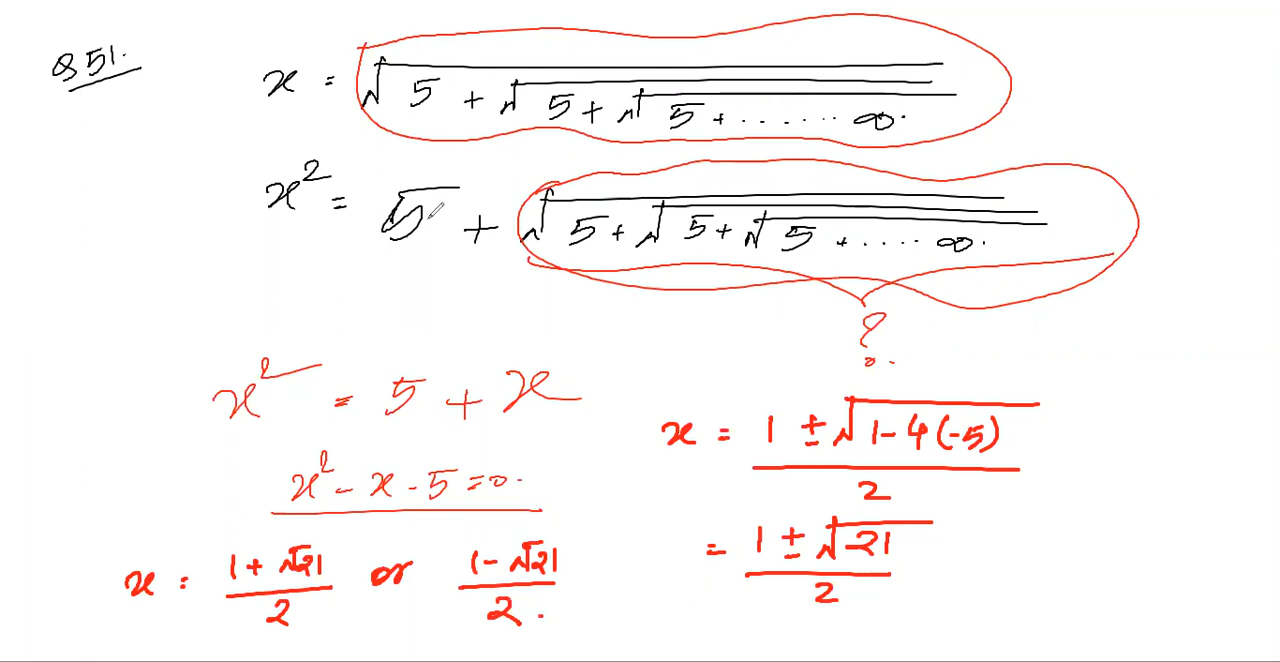 Q 51.
x = √(5 + √(5 + √(5 + ...... ∞.
x² = 5 + √(5 + √(5 + √(5 + ..... ∞.
?
x² = 5 + x
x² - x - 5 = 0.
x = (1 ± √(1 - 4(-5))) / 2
= (1 ± √21) / 2
x = (1 + √21) / 2 or (1 - √21) / 2.